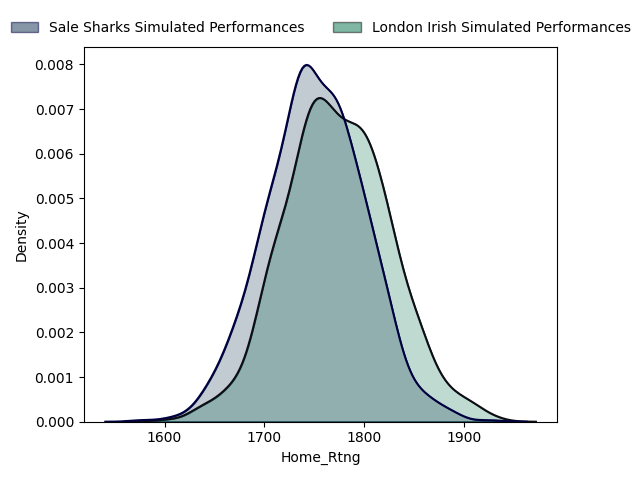 Sale Sharks Simulated Performances London Irish Simulated Performances
0.008
0.007
0.006
0.005
0.004
0.003
0.002
0.001
0.000
Density
1600 1700 1800 1900
Home_Rtng